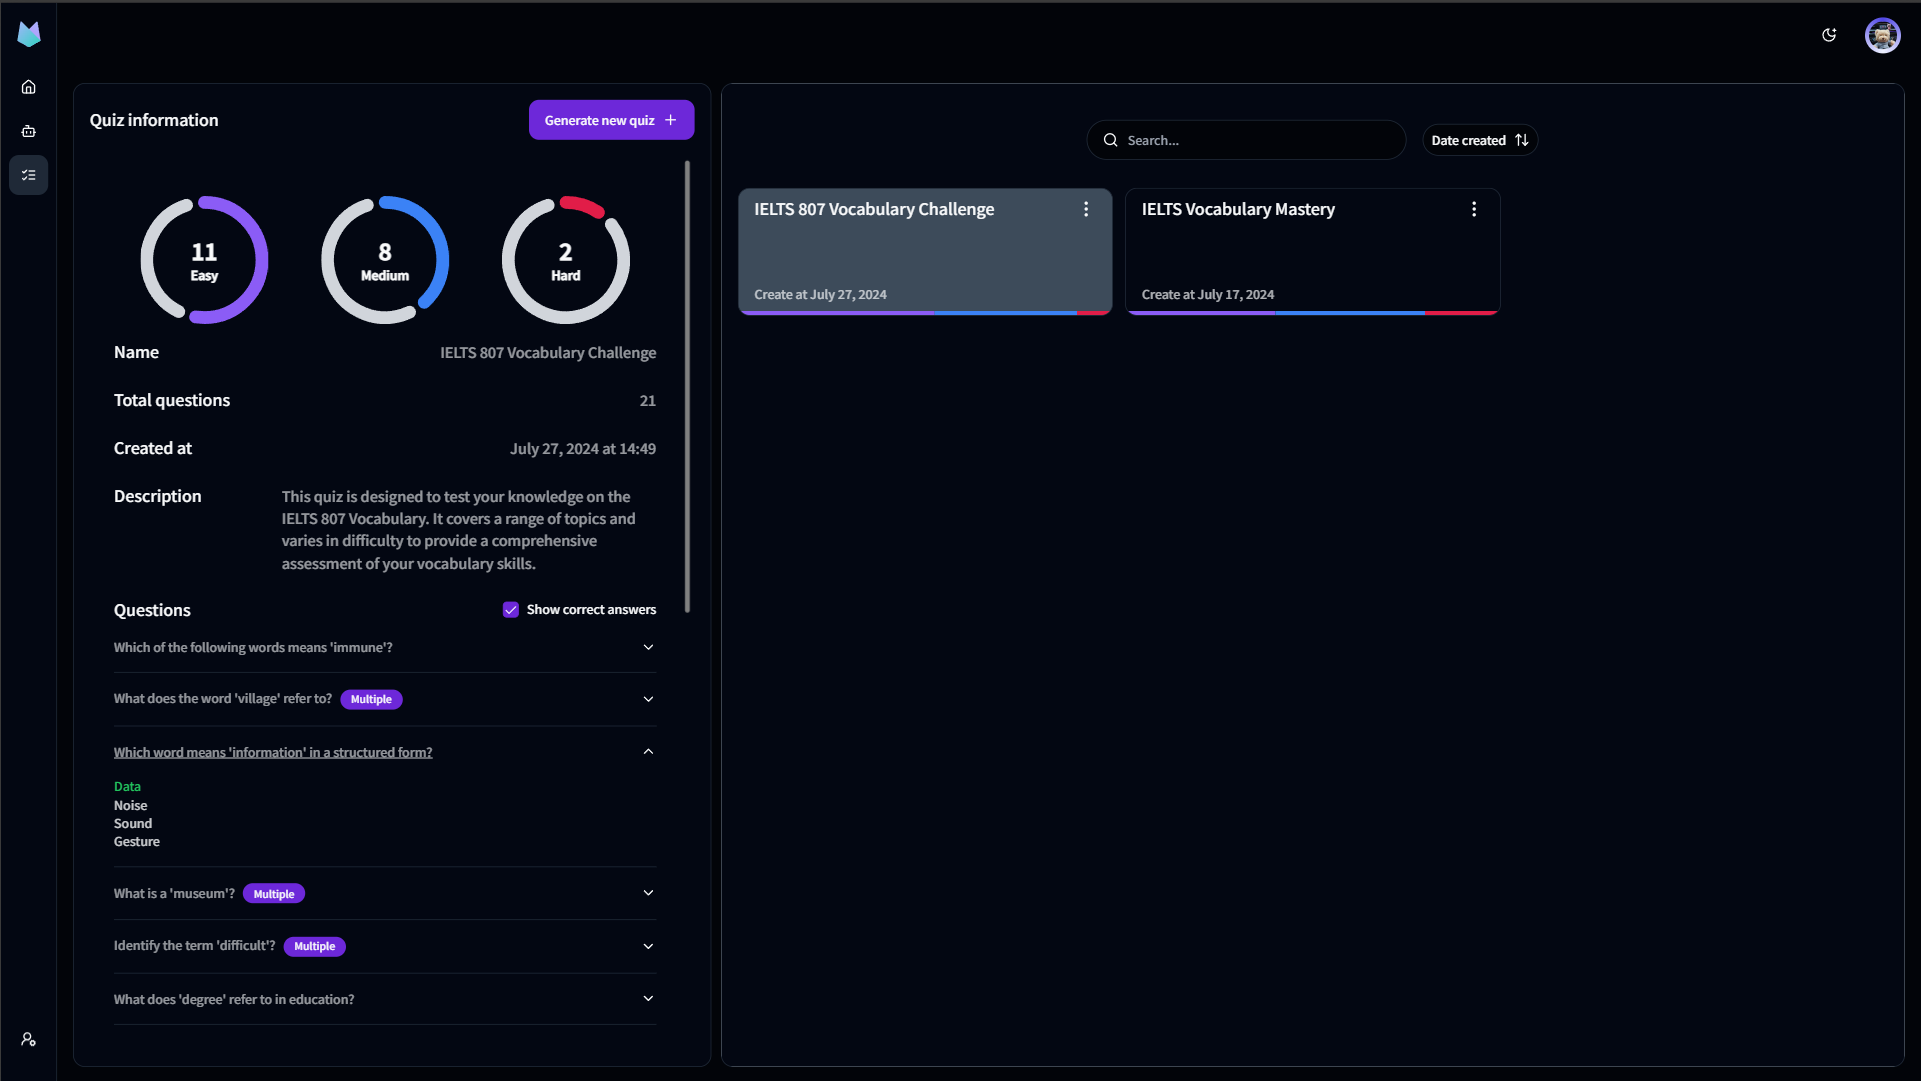 Quiz information
Generate new quiz
11
Easy
8
Medium
2
Hard
Name
IELTS 807 Vocabulary Challenge
Total questions
21
Created at
July 27, 2024 at 14:49
Description
This quiz is designed to test your knowledge on the
IELTS 807 Vocabulary. It covers a range of topics and
varies in difficulty to provide a comprehensive
assessment of your vocabulary skills.
Questions
Show correct answers
Which of the following words means 'immune'?
What does the word 'village' refer to? Multiple
Which word means 'information' in a structured form?
Data
Noise
Sound
Gesture
What is a 'museum'? Multiple
Identify the term 'difficult'? Multiple
What does 'degree' refer to in education?
Search...
Date created
IELTS 807 Vocabulary Challenge
Create at July 27, 2024
IELTS Vocabulary Mastery
Create at July 17, 2024